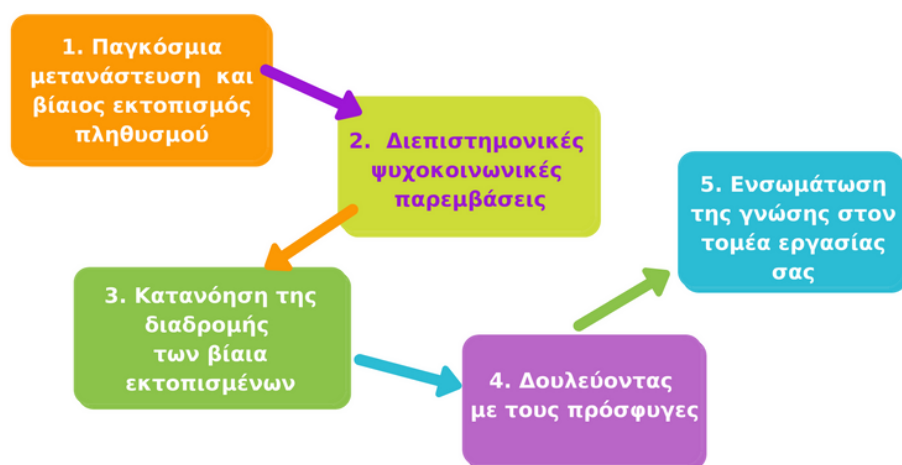 1. Παγκόσμια
μετανάστευση και
βίαιος εκτοπισμός
πληθυσμού
2. Διεπιστημονικές
ψυχοκοινωνικές
παρεμβάσεις
3. Κατανόηση της
διαδρομής
των βίαια
εκτοπισμένων
4. Δουλεύοντας
με τους πρόσφυγες
5. Ενσωμάτωση
της γνώσης στον
τομέα εργασίας
σας